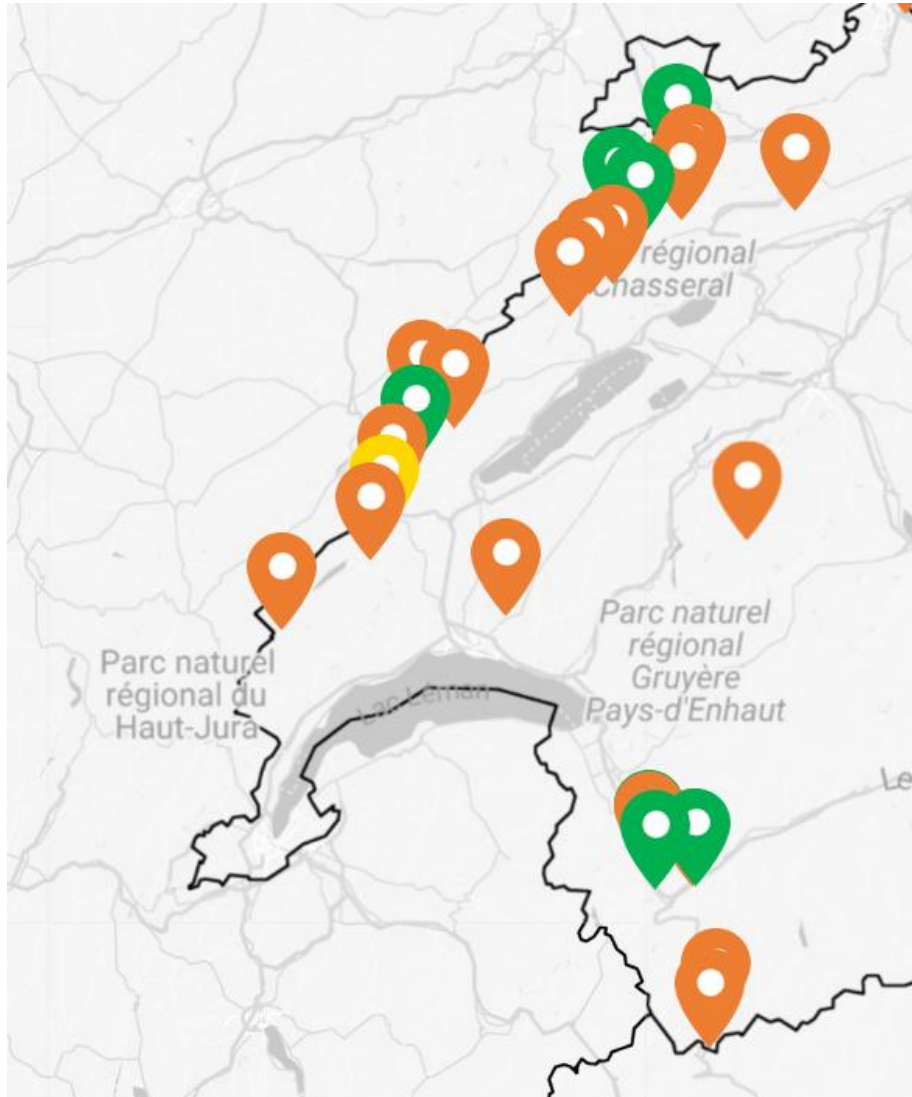 régional
Chasseral
Parc naturel
régional
Gruyère
Pays-d'Enhaut
Parc naturel
régional du
Haut-Jura
Lac Léman
Le